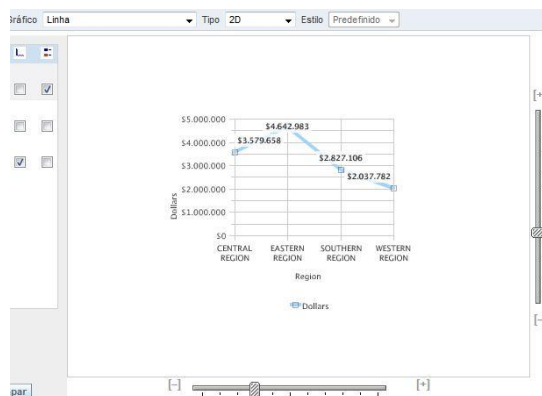 Gráfico Linha Tipo 2D Estilo Predefinido
[+
$5.000.000
$4.642.983
$4.000.000
$3.579.658
$3.000.000
$2.827.106
$2.037.782
$2.000.000
$1.000.000
$0
Dollars
CENTRAL REGION
EASTERN REGION
SOUTHERN REGION
WESTERN REGION
Region
Dollars
[-
[-] [+]
par